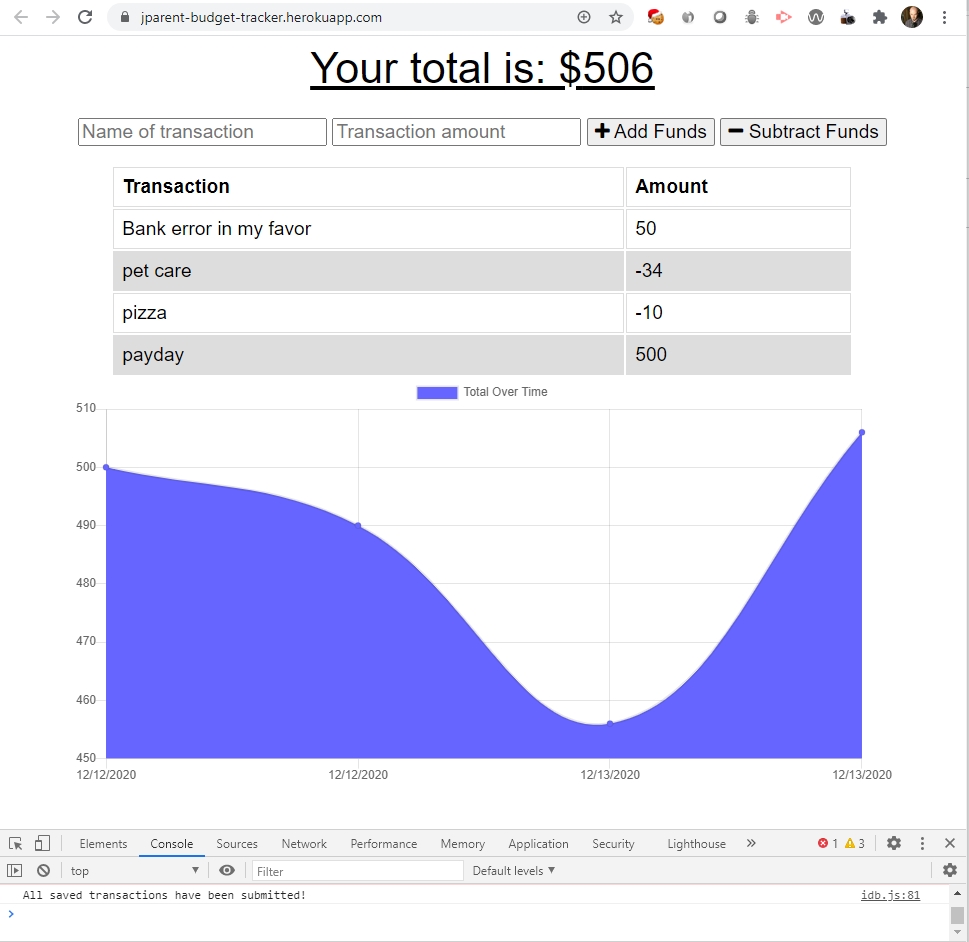 jparent-budget-tracker.herokuapp.com
Your total is: $506
Name of transaction Transaction amount Add Funds Subtract Funds
Transaction Amount
Bank error in my favor 50
pet care -34
pizza -10
payday 500
Total Over Time
510
500
490
480
470
460
450
12/12/2020 12/12/2020 12/13/2020 12/13/2020
Elements Console Sources Network Performance Memory Application Security Lighthouse » 1 3
top Filter Default levels
All saved transactions have been submitted! idb.js:81